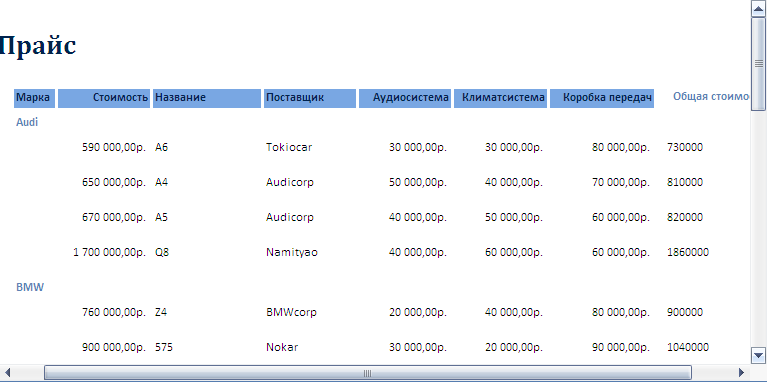 Прайс
Марка Стоимость Название Поставщик Аудиосистема Климатсистема Коробка передач Общая стоимо
Audi
590 000,00р. A6 Tokiocar 30 000,00р. 30 000,00р. 80 000,00р. 730000
650 000,00р. A4 Audicorp 50 000,00р. 40 000,00р. 70 000,00р. 810000
670 000,00р. A5 Audicorp 40 000,00р. 50 000,00р. 60 000,00р. 820000
1 700 000,00р. Q8 Namityao 40 000,00р. 60 000,00р. 60 000,00р. 1860000
BMW
760 000,00р. Z4 BMWcorp 20 000,00р. 40 000,00р. 80 000,00р. 900000
900 000,00р. 575 Nokar 30 000,00р. 20 000,00р. 90 000,00р. 1040000